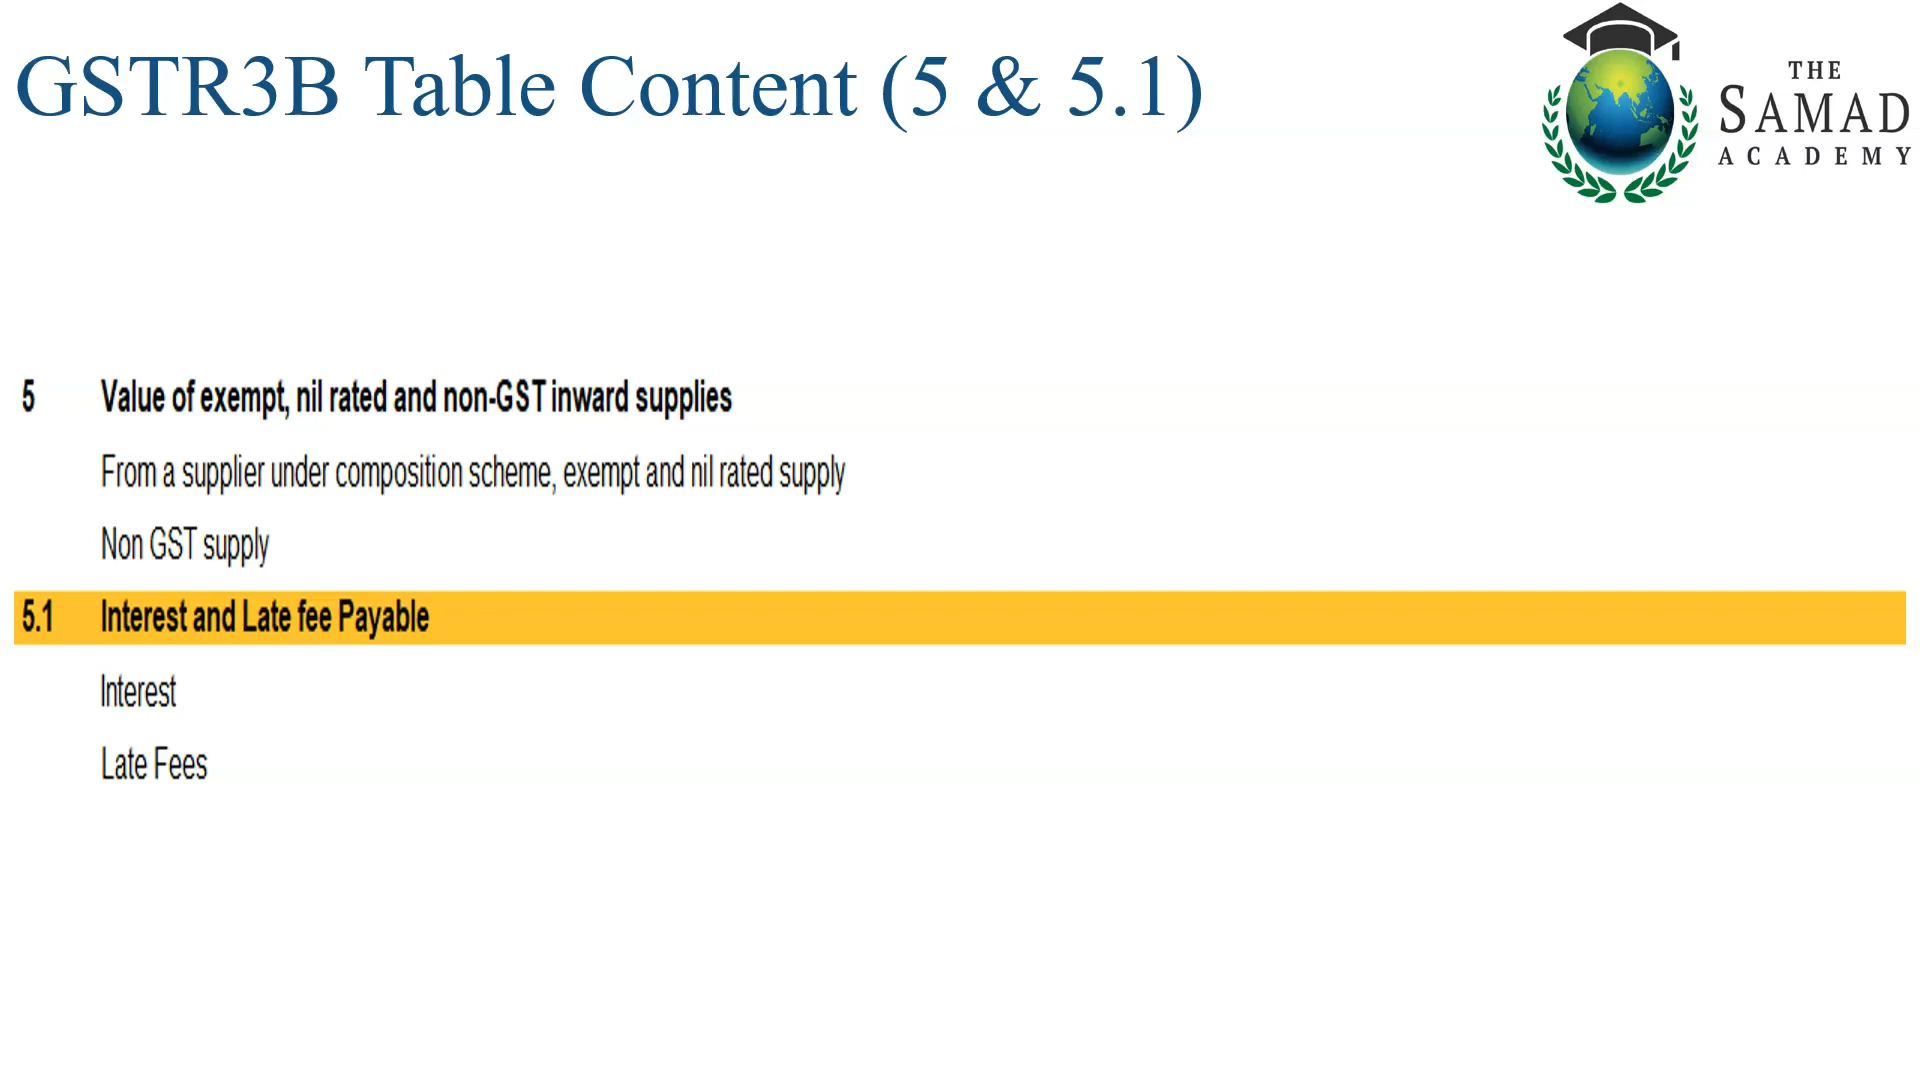 GSTR3B Table Content (5 & 5.1)
THE
SAMAD
ACADEMY
5 Value of exempt, nil rated and non-GST inward supplies
From a supplier under composition scheme, exempt and nil rated supply
Non GST supply
5.1 Interest and Late fee Payable
Interest
Late Fees